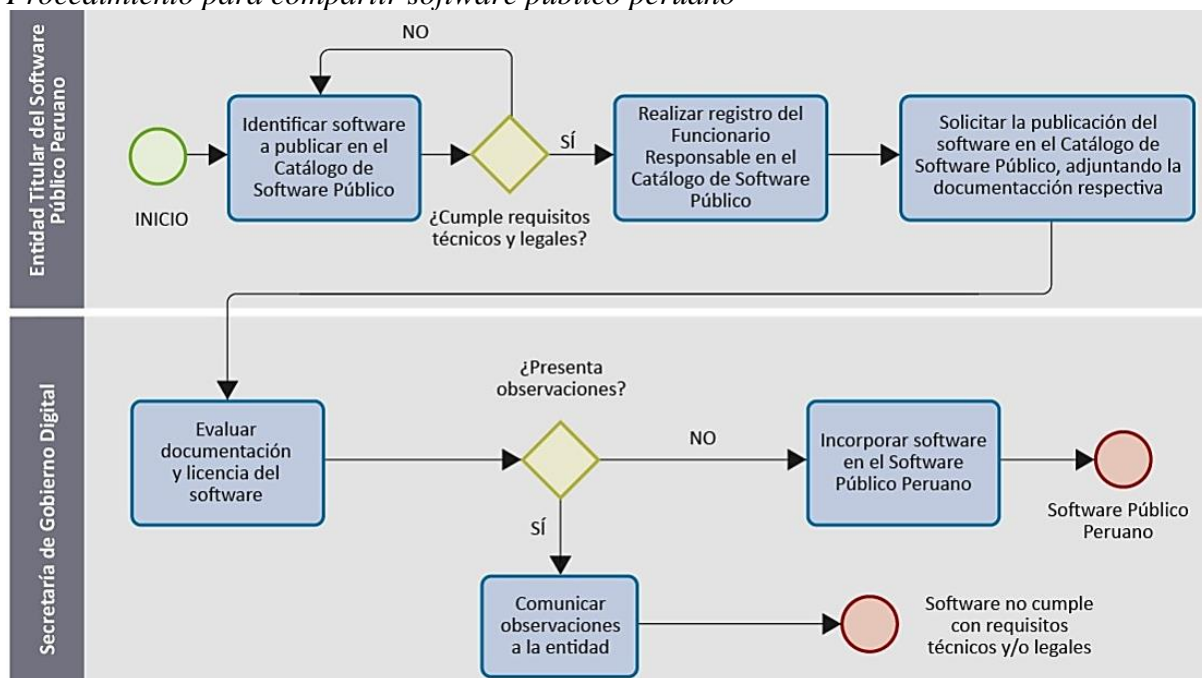 Procedimiento para compartir software público peruano
Entidad Titular del Software
Público Peruano
INICIO
Identificar software
a publicar en el
Catálogo de
Software Público
NO
¿Cumple requisitos
técnicos y legales?
SÍ
Realizar registro del
Funcionario
Responsable en el
Catálogo de Software
Público
Solicitar la publicación del
software en el Catálogo de
Software Público, adjuntando la
documentacción respectiva
Secretaría de Gobierno Digital
Evaluar
documentación
y licencia del
software
¿Presenta
observaciones?
NO
Incorporar software
en el Software
Público Peruano
Software Público
Peruano
SÍ
Comunicar
observaciones
a la entidad
Software no cumple
con requisitos
técnicos y/o legales